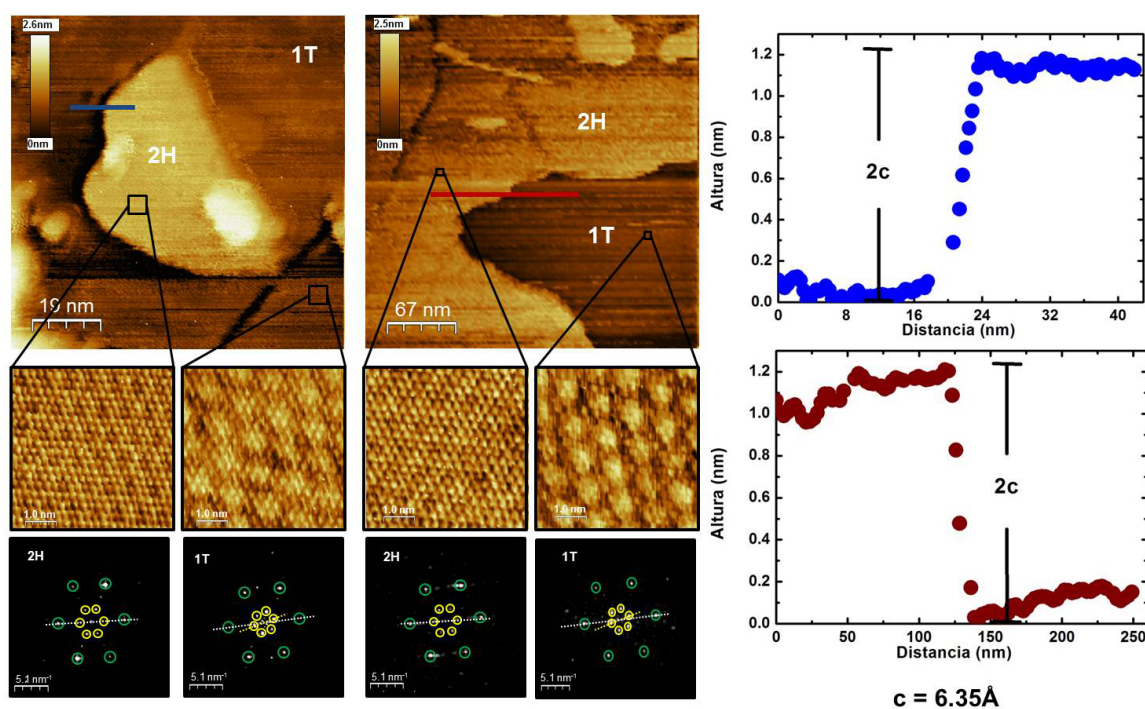 2.6nm
1T
2H
0nm
19 nm
2.5nm
2H
0nm
1T
67 nm
1.0 nm
1.0 nm
1.0 nm
1.0 nm
2H
5.1 nm⁻¹
1T
5.1 nm⁻¹
2H
5.1 nm⁻¹
1T
5.1 nm⁻¹
Altura (nm)
1.2
1.0
0.8
0.6
0.4
0.2
0.0
2c
0 8 16 24 32 40
Distancia (nm)
Altura (nm)
1.2
1.0
0.8
0.6
0.4
0.2
0.0
2c
0 50 100 150 200 250
Distancia (nm)
c = 6.35Å